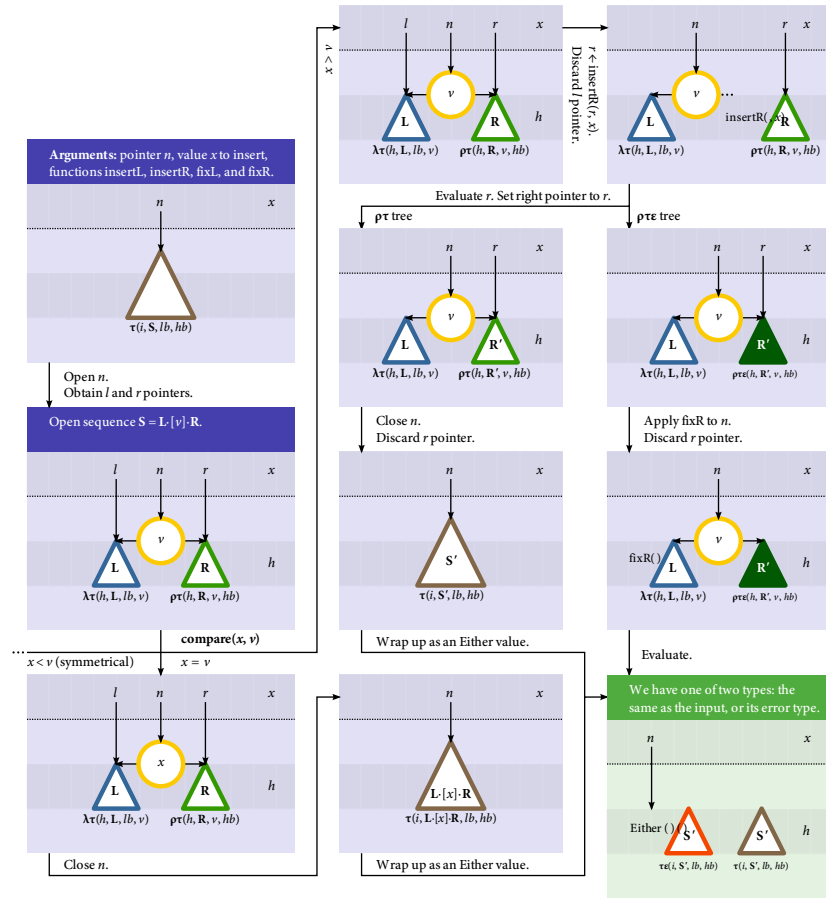 Arguments: pointer n, value x to insert,
functions insertL, insertR, fixL, and fixR.
n x
τ(i, S, lb, hb)
Open n.
Obtain l and r pointers.
Open sequence S = L·[v]·R.
l n r x
v
L R h
λτ(h, L, lb, v) ρτ(h, R, v, hb)
compare(x, v)
...
x < v (symmetrical) x = v
l n r x
x
L R h
λτ(h, L, lb, v) ρτ(h, R, v, hb)
Close n.
v < x
l n r x
v
L R h
λτ(h, L, lb, v) ρτ(h, R, v, hb)
r ← insertR(r, x).
Discard l pointer.
n r x
v ...
insertR( , x)
L R
λτ(h, L, lb, v) ρτ(h, R, v, hb)
Evaluate r. Set right pointer to r.
ρτ tree ρτε tree
n r x
v
L R′ h
λτ(h, L, lb, v) ρτ(h, R′, v, hb)
Close n.
Discard r pointer.
n x
S′
τ(i, S′, lb, hb)
Wrap up as an Either value.
n x
L·[x]·R
τ(i, L·[x]·R, lb, hb)
Wrap up as an Either value.
n r x
v
L R′ h
λτ(h, L, lb, v) ρτε(h, R′, v, hb)
Apply fixR to n.
Discard r pointer.
n x
v
fixR( )
L R′ h
λτ(h, L, lb, v) ρτε(h, R′, v, hb)
Evaluate.
We have one of two types: the
same as the input, or its error type.
n x
Either ( ) ( )
S′ S′ h
τε(i, S′, lb, hb) τ(i, S′, lb, hb)